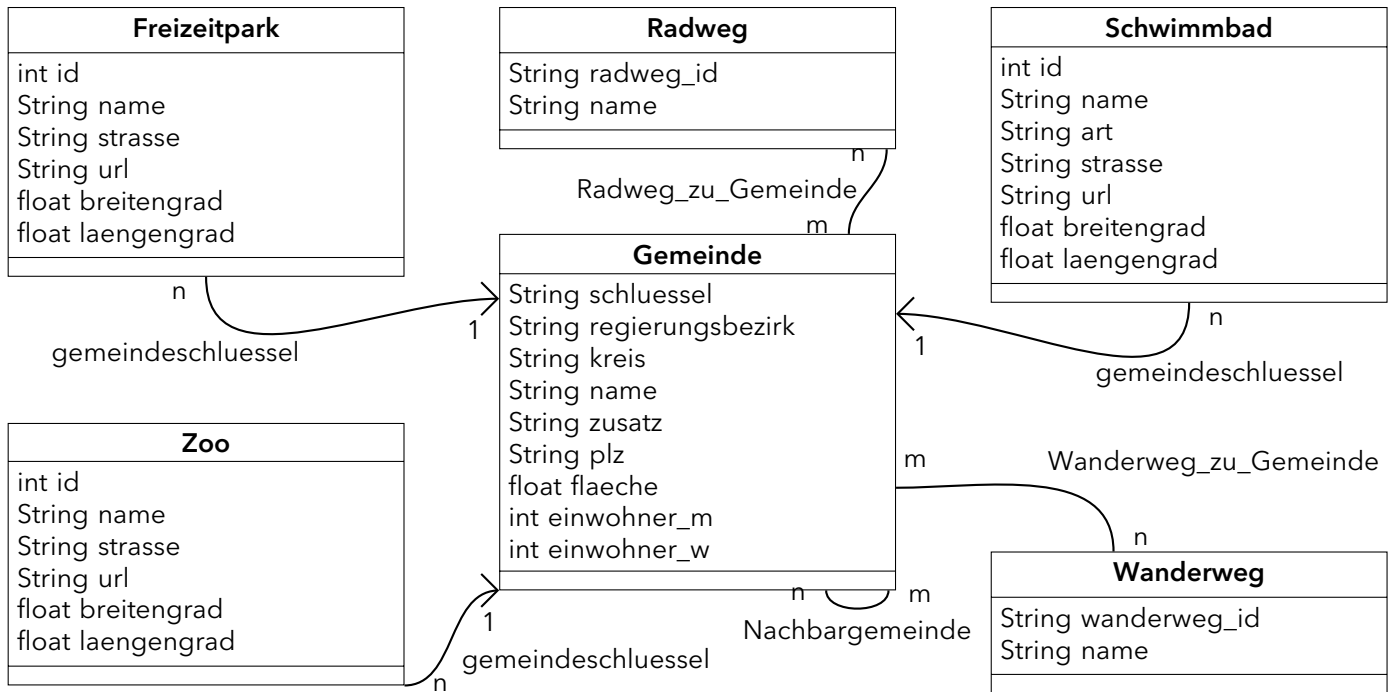 Freizeitpark
int id
String name
String strasse
String url
float breitengrad
float laengengrad
n
1
gemeindeschluessel
Radweg
String radweg_id
String name
n
Radweg_zu_Gemeinde
m
Schwimmbad
int id
String name
String art
String strasse
String url
float breitengrad
float laengengrad
n
1
gemeindeschluessel
Gemeinde
String schluessel
String regierungsbezirk
String kreis
String name
String zusatz
String plz
float flaeche
int einwohner_m
int einwohner_w
n
m
Nachbargemeinde
Zoo
int id
String name
String strasse
String url
float breitengrad
float laengengrad
n
1
gemeindeschluessel
m
Wanderweg_zu_Gemeinde
n
Wanderweg
String wanderweg_id
String name